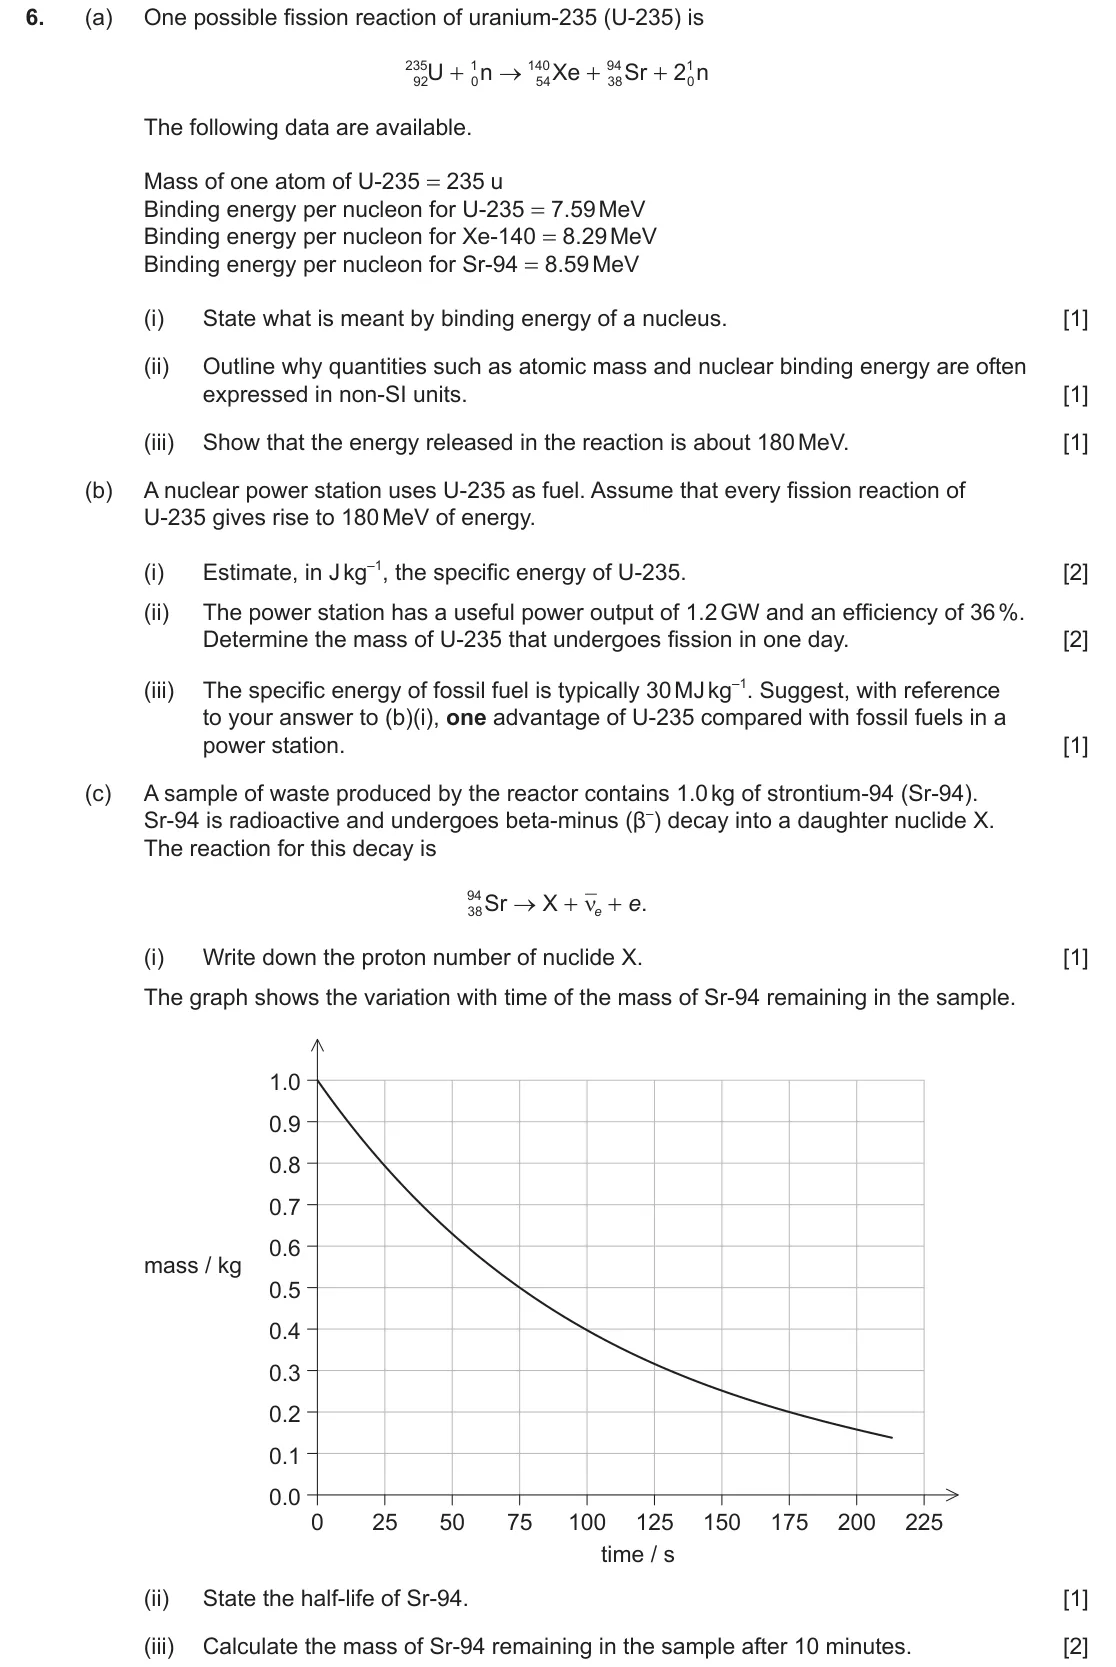 6. (a) One possible fission reaction of uranium-235 (U-235) is
²³⁵₉₂U + ¹₀n → ¹⁴⁰₅₄Xe + ⁹⁴₃₈Sr + 2¹₀n
The following data are available.
Mass of one atom of U-235 = 235 u
Binding energy per nucleon for U-235 = 7.59 MeV
Binding energy per nucleon for Xe-140 = 8.29 MeV
Binding energy per nucleon for Sr-94 = 8.59 MeV
(i) State what is meant by binding energy of a nucleus. [1]
(ii) Outline why quantities such as atomic mass and nuclear binding energy are often
expressed in non-SI units. [1]
(iii) Show that the energy released in the reaction is about 180 MeV. [1]
(b) A nuclear power station uses U-235 as fuel. Assume that every fission reaction of
U-235 gives rise to 180 MeV of energy.
(i) Estimate, in J kg⁻¹, the specific energy of U-235. [2]
(ii) The power station has a useful power output of 1.2 GW and an efficiency of 36 %.
Determine the mass of U-235 that undergoes fission in one day. [2]
(iii) The specific energy of fossil fuel is typically 30 MJ kg⁻¹. Suggest, with reference
to your answer to (b)(i), one advantage of U-235 compared with fossil fuels in a
power station. [1]
(c) A sample of waste produced by the reactor contains 1.0 kg of strontium-94 (Sr-94).
Sr-94 is radioactive and undergoes beta-minus (β⁻) decay into a daughter nuclide X.
The reaction for this decay is
⁹⁴₃₈Sr → X + ν̅ₑ + e.
(i) Write down the proton number of nuclide X. [1]
The graph shows the variation with time of the mass of Sr-94 remaining in the sample.
1.0
0.9
0.8
0.7
0.6
mass / kg
0.5
0.4
0.3
0.2
0.1
0.0
0 25 50 75 100 125 150 175 200 225
time / s
(ii) State the half-life of Sr-94. [1]
(iii) Calculate the mass of Sr-94 remaining in the sample after 10 minutes. [2]